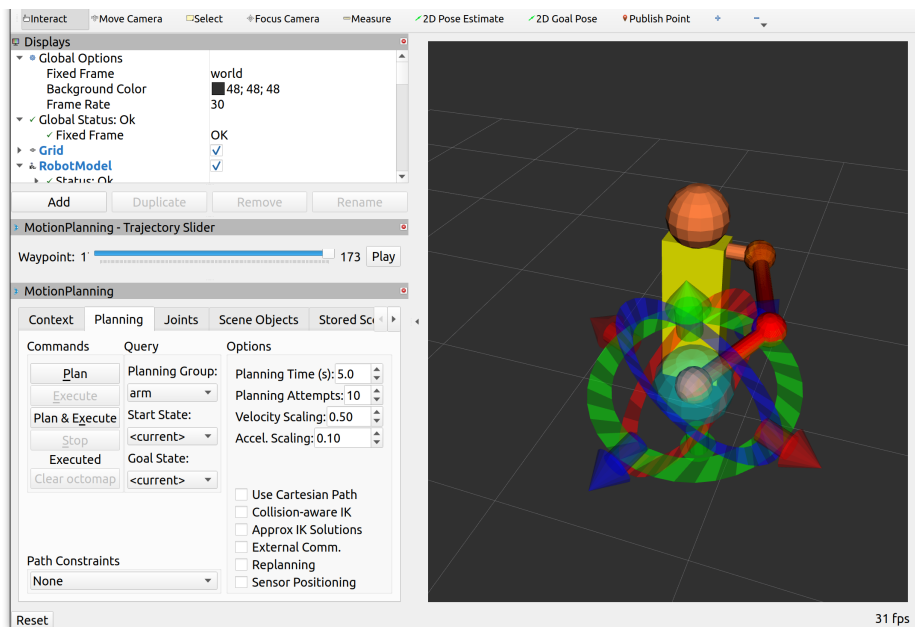 Interact Move Camera Select Focus Camera Measure 2D Pose Estimate 2D Goal Pose Publish Point
Displays
Global Options
Fixed Frame world
Background Color 48; 48; 48
Frame Rate 30
Global Status: Ok
Fixed Frame OK
Grid
RobotModel
Status: Ok
Add Duplicate Remove Rename
MotionPlanning - Trajectory Slider
Waypoint: 1 173 Play
MotionPlanning
Context Planning Joints Scene Objects Stored Sc
Commands Query Options
Plan Planning Group: Planning Time (s): 5.0
Execute arm Planning Attempts: 10
Plan & Execute Start State: Velocity Scaling: 0.50
Stop <current> Accel. Scaling: 0.10
Executed Goal State:
Clear octomap <current>
Use Cartesian Path
Collision-aware IK
Approx IK Solutions
External Comm.
Replanning
Sensor Positioning
Path Constraints
None
Reset 31 fps